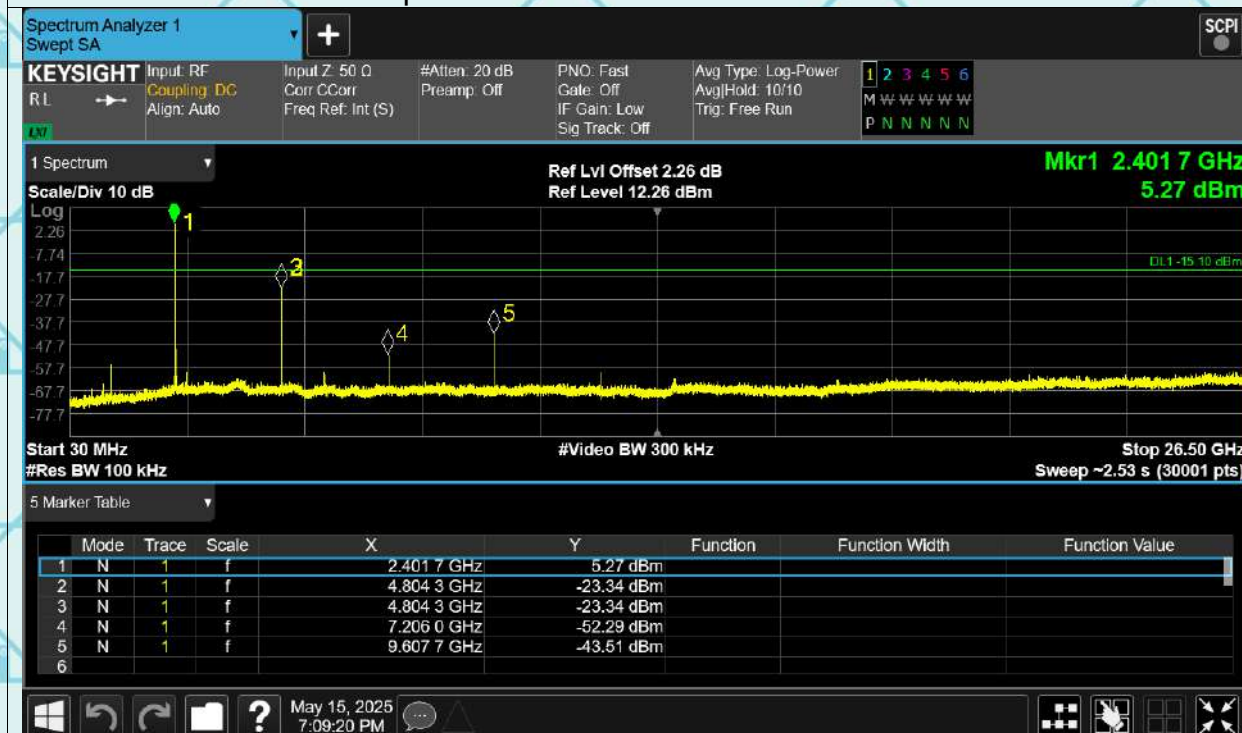 Spectrum Analyzer 1
Swept SA
+
SCPI
KEYSIGHT
RL
LXI
Input: RF
Coupling: DC
Align: Auto
Input Z: 50 Ω
Corr CCorr
Freq Ref: Int (S)
#Atten: 20 dB
Preamp: Off
PNO: Fast
Gate: Off
IF Gain: Low
Sig Track: Off
Avg Type: Log-Power
Avg|Hold: 10/10
Trig: Free Run
1 2 3 4 5 6
M W W W W W
P N N N N N
1 Spectrum
Scale/Div 10 dB
Ref Lvl Offset 2.26 dB
Ref Level 12.26 dBm
Mkr1 2.401 7 GHz
5.27 dBm
Log
2.26
-7.74
-17.7
-27.7
-37.7
-47.7
-57.7
-67.7
-77.7
1
3
4
5
DL1 -15.10 dBm
Start 30 MHz
#Video BW 300 kHz
Stop 26.50 GHz
#Res BW 100 kHz
Sweep ~2.53 s (30001 pts)
5 Marker Table
Mode Trace Scale X Y Function Function Width Function Value
1 N 1 f 2.401 7 GHz 5.27 dBm
2 N 1 f 4.804 3 GHz -23.34 dBm
3 N 1 f 4.804 3 GHz -23.34 dBm
4 N 1 f 7.206 0 GHz -52.29 dBm
5 N 1 f 9.607 7 GHz -43.51 dBm
6
?
May 15, 2025
7:09:20 PM